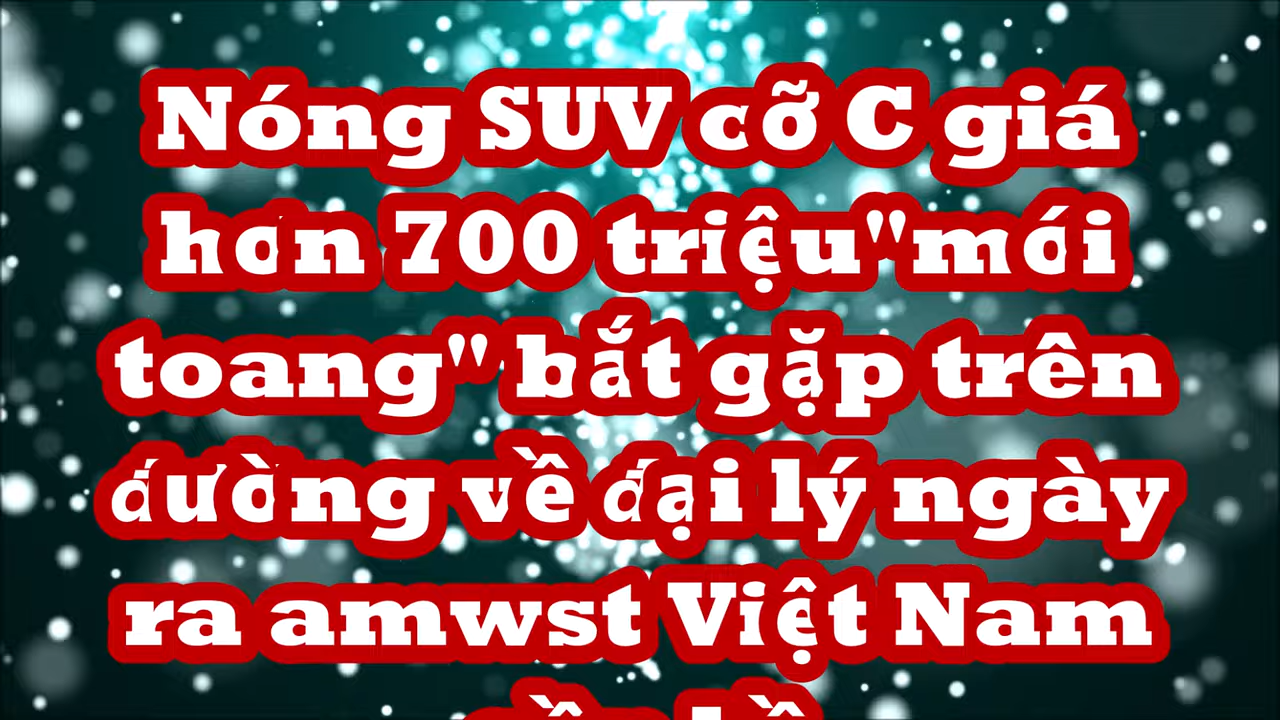 Nóng SUV cỡ C giá
hơn 700 triệu"mới
toang" bắt gặp trên
đường về đại lý ngày
ra amwst Việt Nam